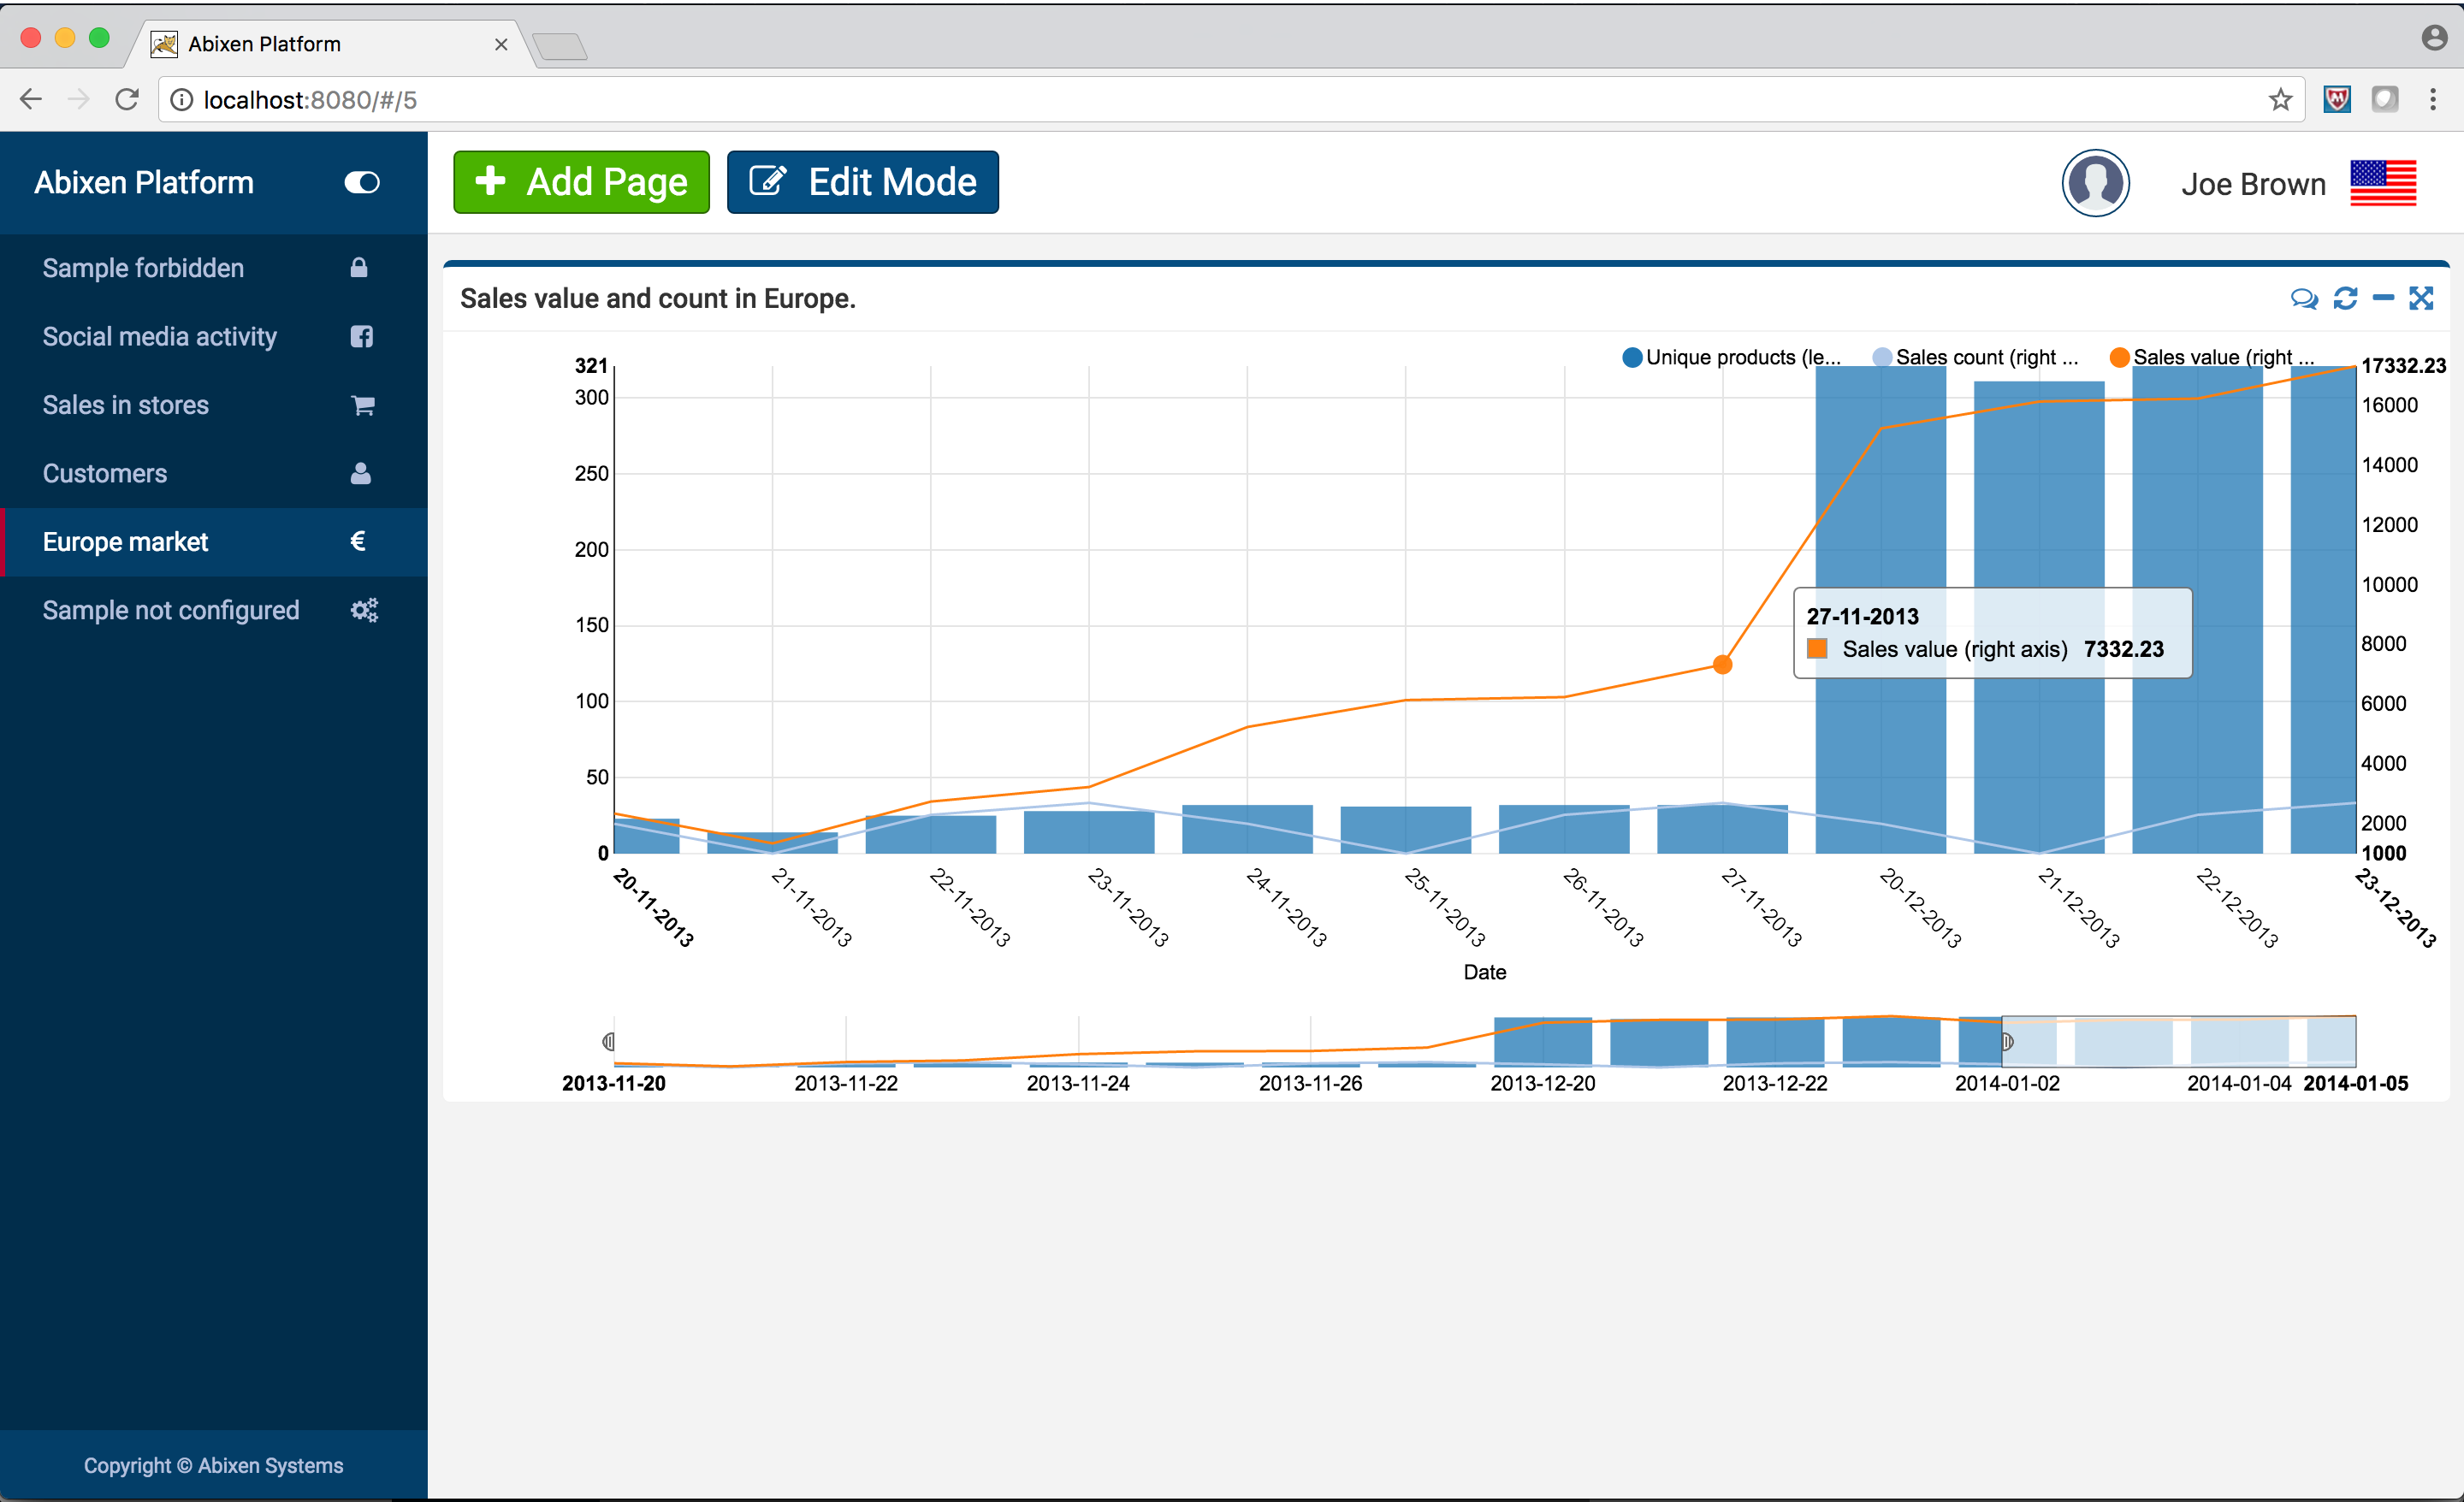 Abixen Platform
localhost:8080/#/5
Abixen Platform
Add Page
Edit Mode
Joe Brown
Sample forbidden
Social media activity
Sales in stores
Customers
Europe market €
Sample not configured
Copyright © Abixen Systems
Sales value and count in Europe.
Unique products (le... Sales count (right ... Sales value (right ...
321
300
250
200
150
100
50
0
17332.23
16000
14000
12000
10000
8000
6000
4000
2000
1000
27-11-2013
Sales value (right axis) 7332.23
20-11-2013
21-11-2013
22-11-2013
23-11-2013
24-11-2013
25-11-2013
26-11-2013
27-11-2013
20-12-2013
21-12-2013
22-12-2013
23-12-2013
Date
2013-11-20 2013-11-22 2013-11-24 2013-11-26 2013-12-20 2013-12-22 2014-01-02 2014-01-04 2014-01-05